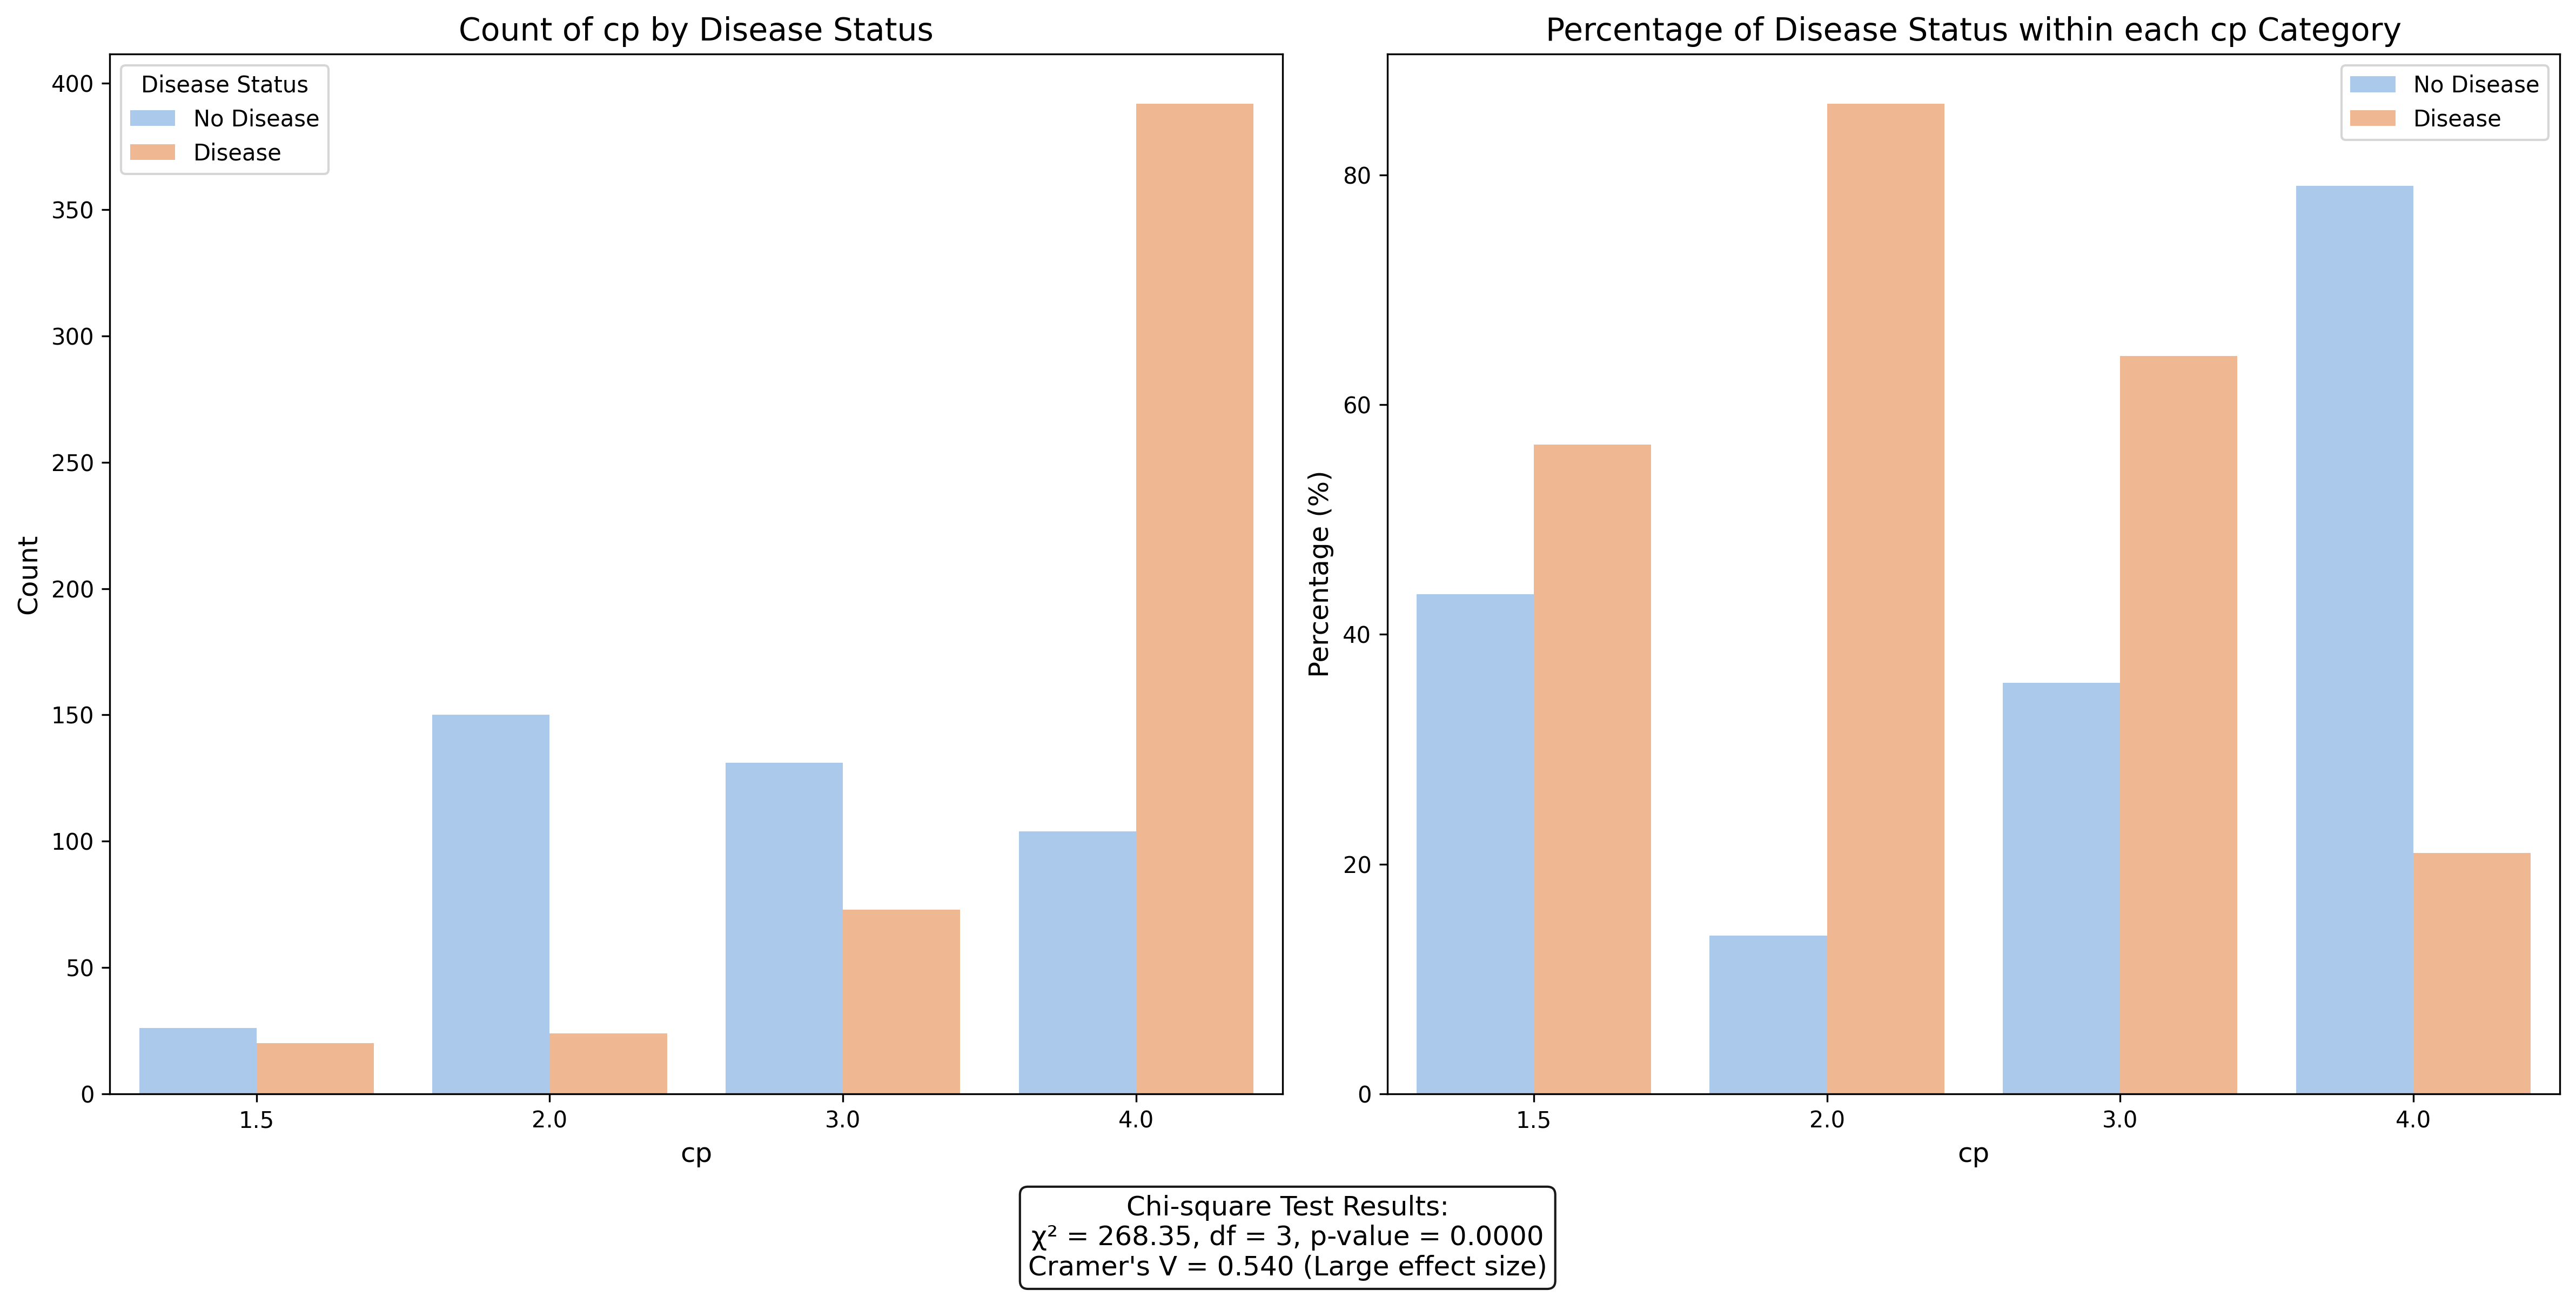 Count of cp by Disease Status
Disease Status
No Disease
Disease
400
350
300
250
200
150
100
50
0
Count
1.5 2.0 3.0 4.0
cp
Percentage of Disease Status within each cp Category
No Disease
Disease
80
60
40
20
0
Percentage (%)
1.5 2.0 3.0 4.0
cp
Chi-square Test Results:
χ² = 268.35, df = 3, p-value = 0.0000
Cramer's V = 0.540 (Large effect size)